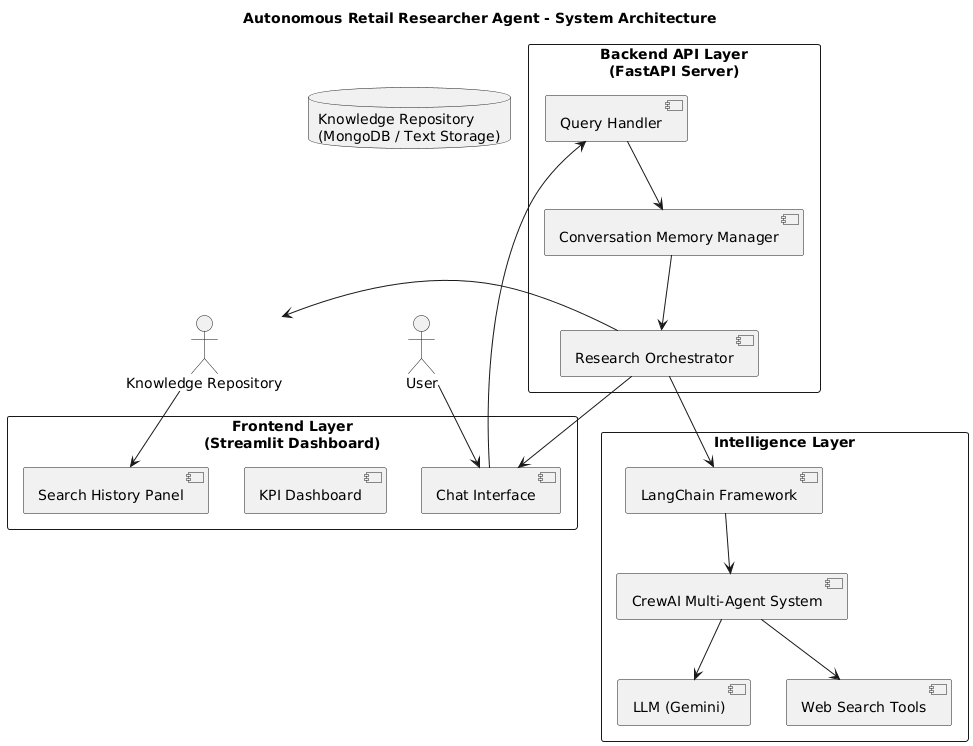 Autonomous Retail Researcher Agent - System Architecture
Backend API Layer
(FastAPI Server)
Query Handler
Knowledge Repository
(MongoDB / Text Storage)
Conversation Memory Manager
Research Orchestrator
Knowledge Repository
User
Frontend Layer
(Streamlit Dashboard)
Search History Panel
KPI Dashboard
Chat Interface
Intelligence Layer
LangChain Framework
CrewAI Multi-Agent System
LLM (Gemini)
Web Search Tools